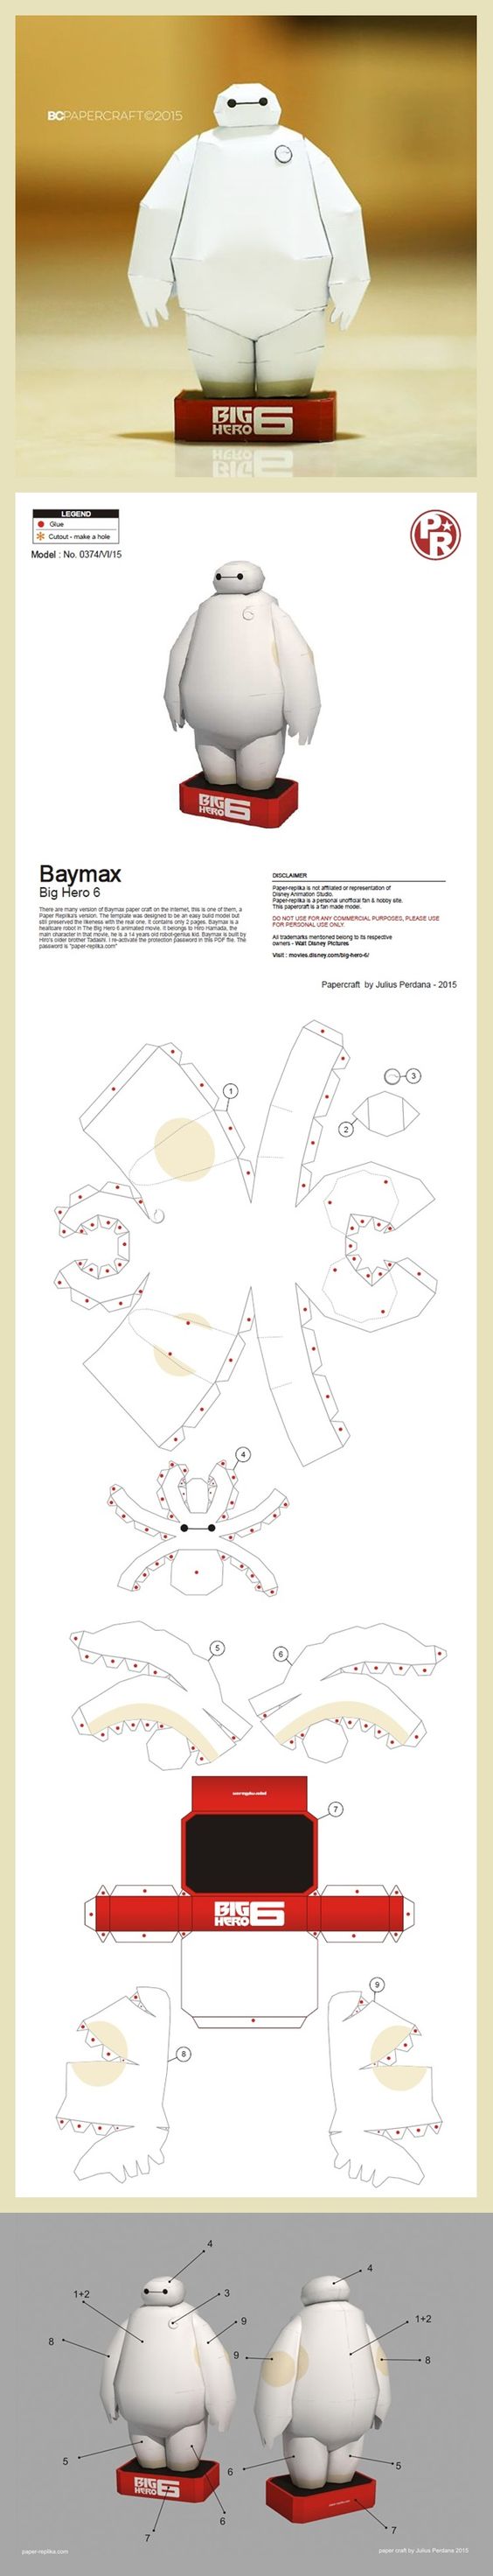 BCPAPERCRAFT©2015
BIG
HERO 6
LEGEND
Glue
Cutout - make a hole
Model : No. 0374/VI/15
PR
BIG
HERO 6
Baymax
Big Hero 6
There are many version of Baymax paper craft on the Internet, this is one of them, a
Paper Replika's version. The template was designed to be an easy build model but
still preserved the likeness with the real one. It contains only 2 pages. Baymax is a
healtcare robot in The Big Hero 6 animated movie. It belongs to Hiro Hamada, the
main character in that movie, he is a 14 years old robot-genius kid. Baymax is built by
Hiro's older brother Tadashi. I re-activate the protection password in this PDF file. The
password is "paper-replika.com"
DISCLAIMER
Paper-replika is not affiliated or representation of
Disney Animation Studio.
Paper-replika is a personal unofficial fan & hobby site.
This papercraft is a fan made model.
DO NOT USE FOR ANY COMMERCIAL PURPOSES, PLEASE USE
FOR PERSONAL USE ONLY.
All trademarks mentioned belong to its respective
owners - Walt Disney Pictures
Visit : movies.disney.com/big-hero-6/
Papercraft by Julius Perdana - 2015
3
1
2
4
5
6
7
BIG
HERO 6
9
8
4
4
1+2
3
1+2
9
8
9
8
5
6
5
BIG
HERO 6
6
7
7
paper-replika.com
paper craft by Julius Perdana 2015